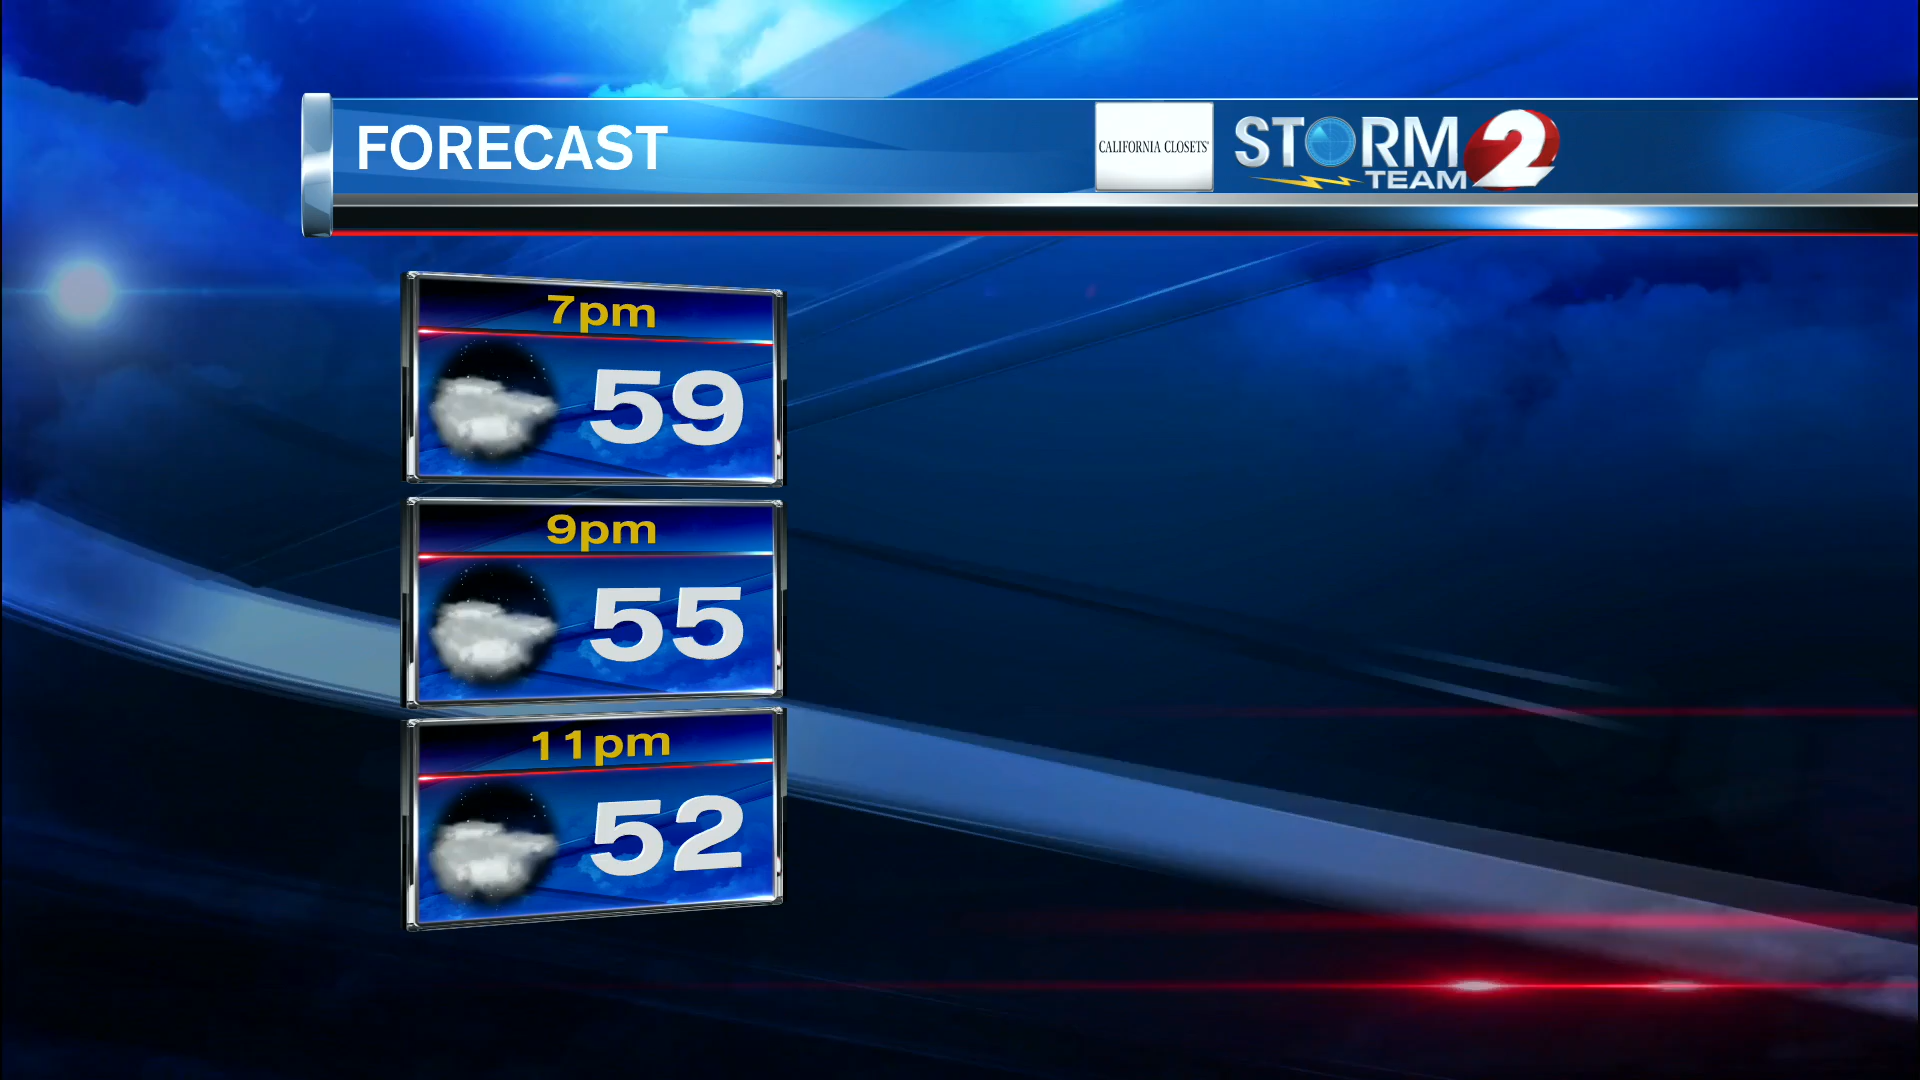 FORECAST
CALIFORNIA CLOSETS®
STORM
TEAM
2
7pm
59
9pm
55
11pm
52